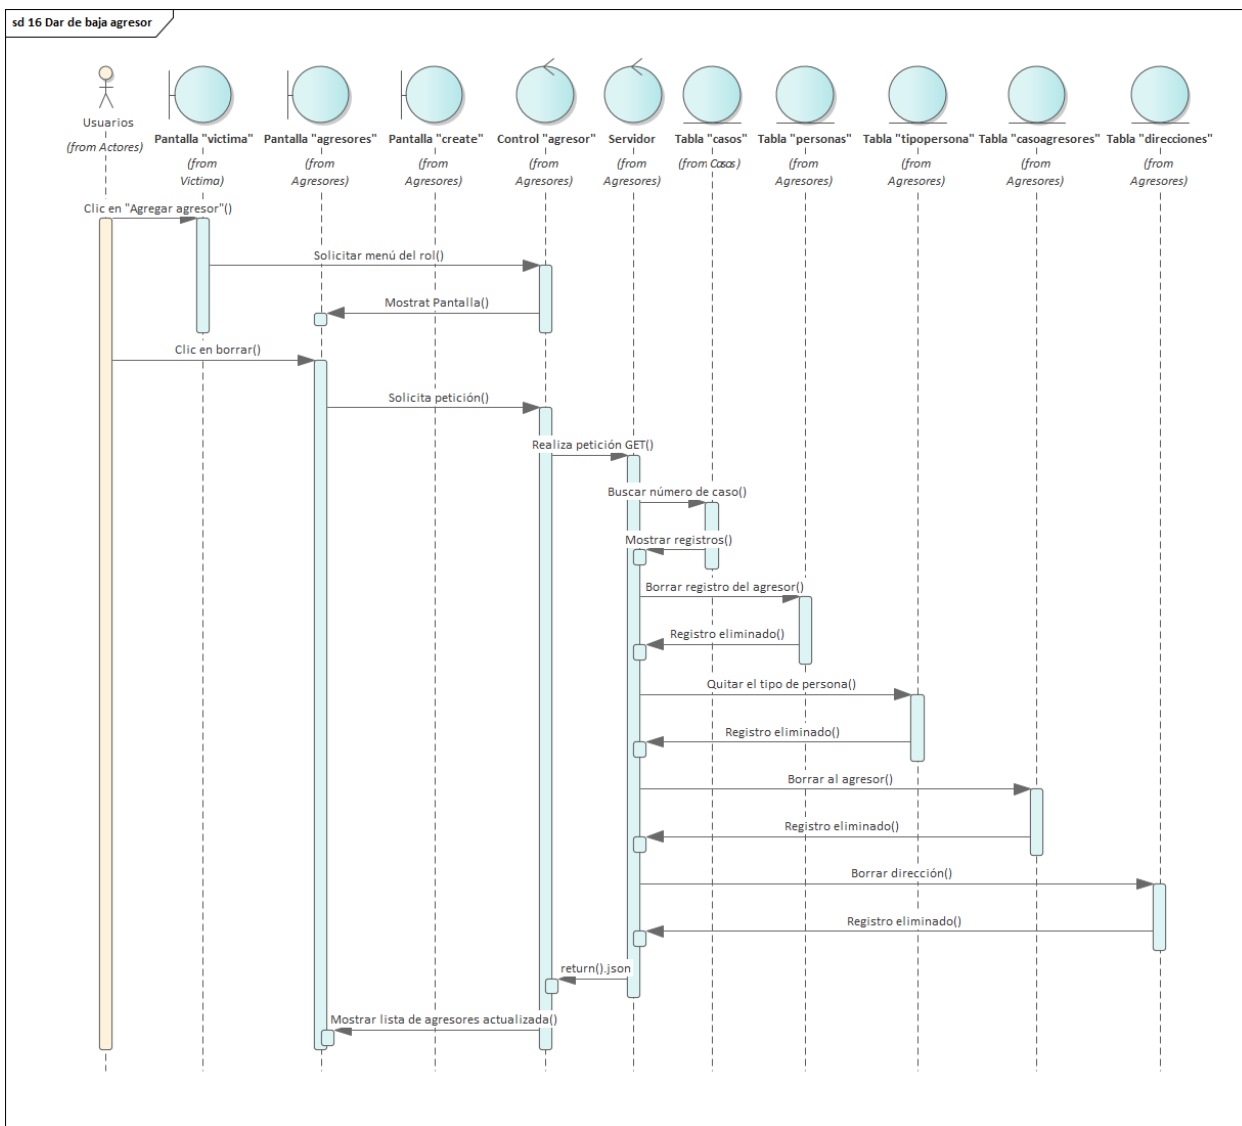 sd 16 Dar de baja agresor
Usuarios
(from Actores)
Pantalla "victima"
(from
Victima)
Pantalla "agresores"
(from
Agresores)
Pantalla "create"
(from
Agresores)
Control "agresor"
(from
Agresores)
Servidor
(from
Agresores)
Tabla "casos"
(from Casos)
Tabla "personas"
(from
Agresores)
Tabla "tipopersona"
(from
Agresores)
Tabla "casoagresores"
(from
Agresores)
Tabla "direcciones"
(from
Agresores)
Clic en "Agregar agresor"()
Solicitar menú del rol()
Mostrat Pantalla()
Clic en borrar()
Solicita petición()
Realiza petición GET()
Buscar número de caso()
Mostrar registros()
Borrar registro del agresor()
Registro eliminado()
Quitar el tipo de persona()
Registro eliminado()
Borrar al agresor()
Registro eliminado()
Borrar dirección()
Registro eliminado()
return().json
Mostrar lista de agresores actualizada()